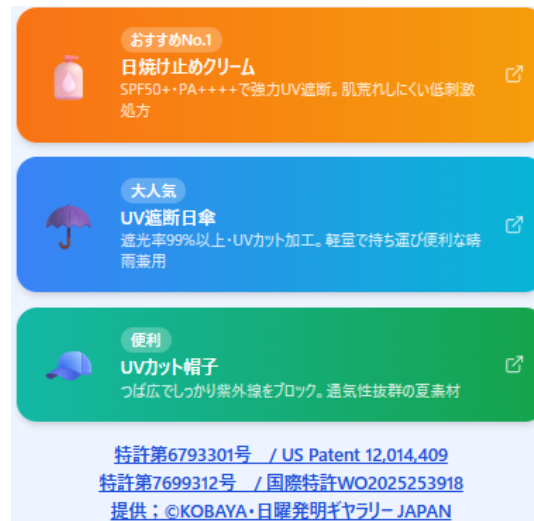 おすすめNo.1
日焼け止めクリーム
SPF50+・PA++++で強力UV遮断。肌荒れしにくい低刺激
処方
大人気
UV遮断日傘
遮光率99%以上・UVカット加工。軽量で持ち運び便利な晴
雨兼用
便利
UVカット帽子
つば広でしっかり紫外線をブロック。通気性抜群の夏素材
特許第6793301号　/ US Patent 12,014,409
特許第7699312号　/ 国際特許WO2025253918
提供；©KOBAYA・日曜発明ギャラリー JAPAN